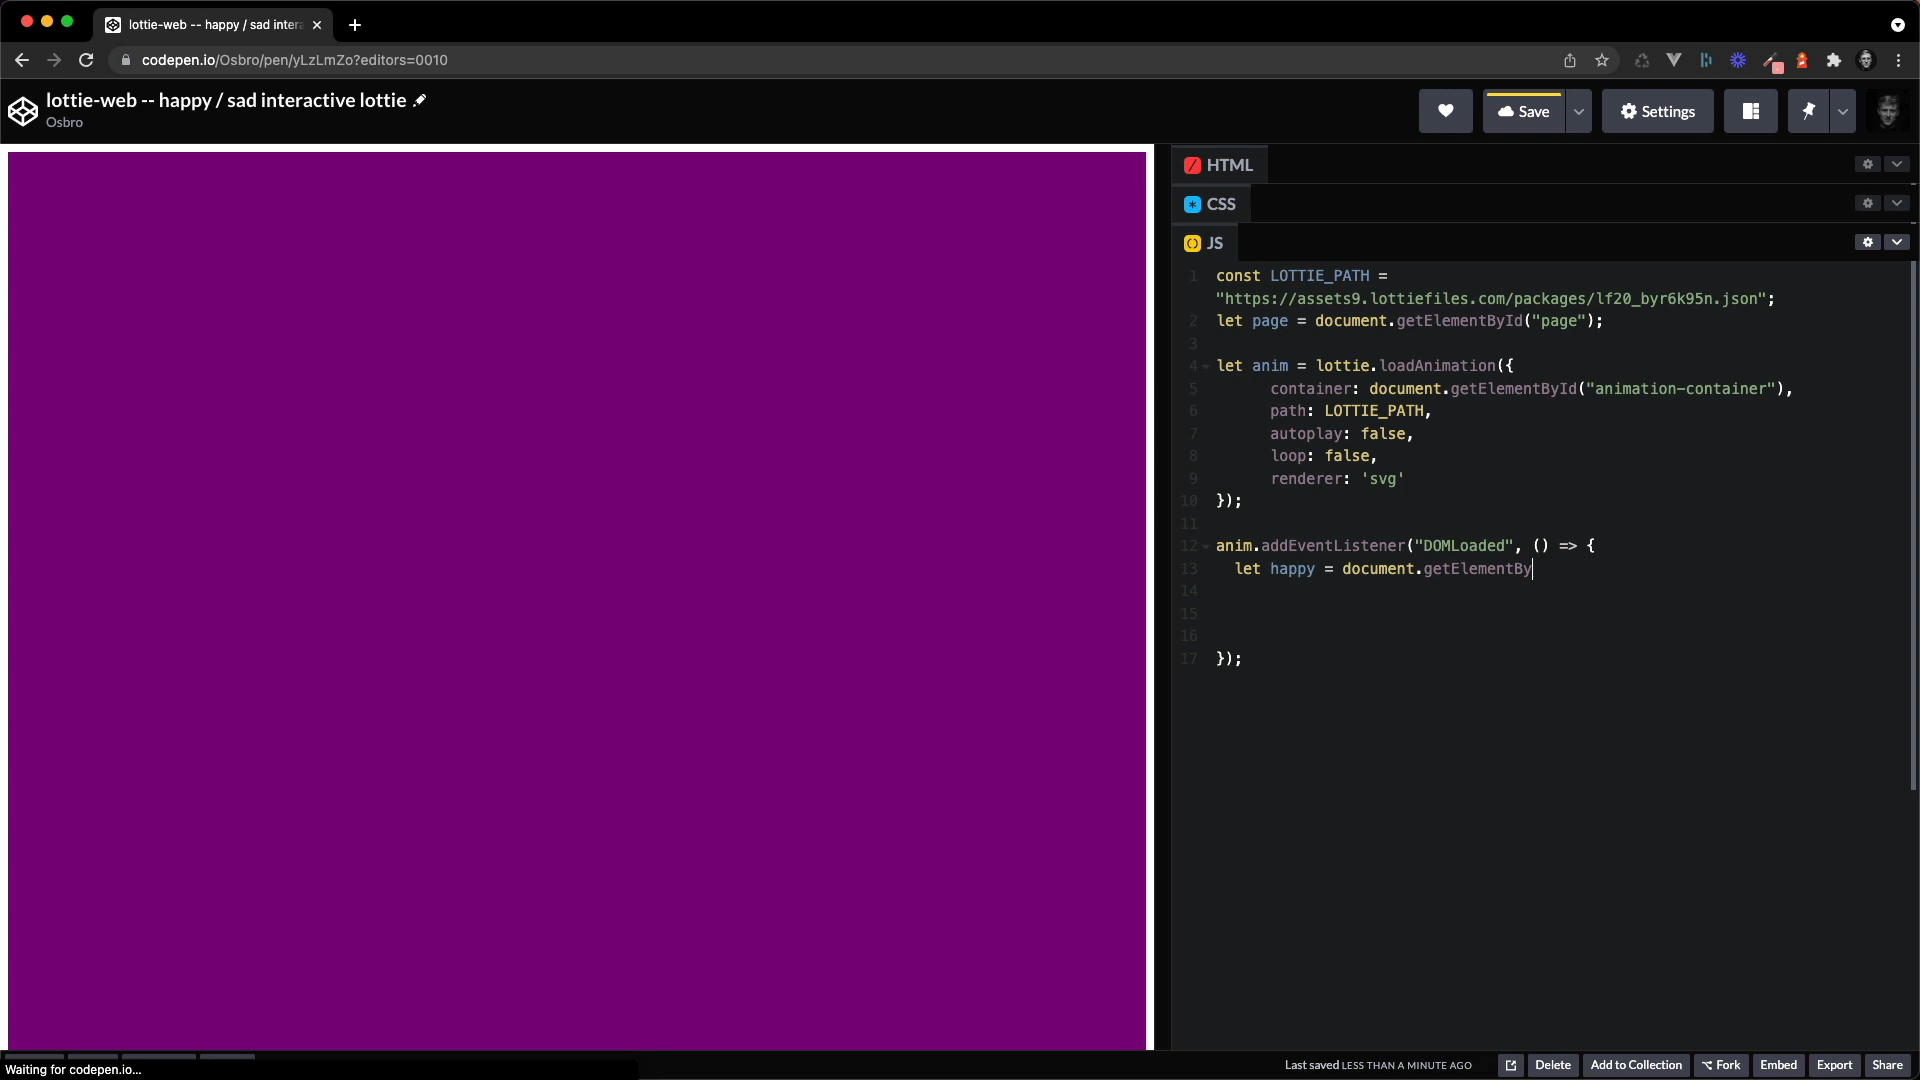 lottie-web -- happy / sad inter
codepen.io/Osbro/pen/yLzLmZo?editors=0010
lottie-web -- happy / sad interactive lottie
Osbro
Save
Settings
HTML
CSS
JS
1 const LOTTIE_PATH =
"https://assets9.lottiefiles.com/packages/lf20_byr6k95n.json";
2 let page = document.getElementById("page");
3
4 let anim = lottie.loadAnimation({
5 container: document.getElementById("animation-container"),
6 path: LOTTIE_PATH,
7 autoplay: false,
8 loop: false,
9 renderer: 'svg'
10 });
11
12 anim.addEventListener("DOMLoaded", () => {
13 let happy = document.getElementBy
14
15
16
17 });
Waiting for codepen.io...
Last saved LESS THAN A MINUTE AGO
Delete
Add to Collection
Fork
Embed
Export
Share